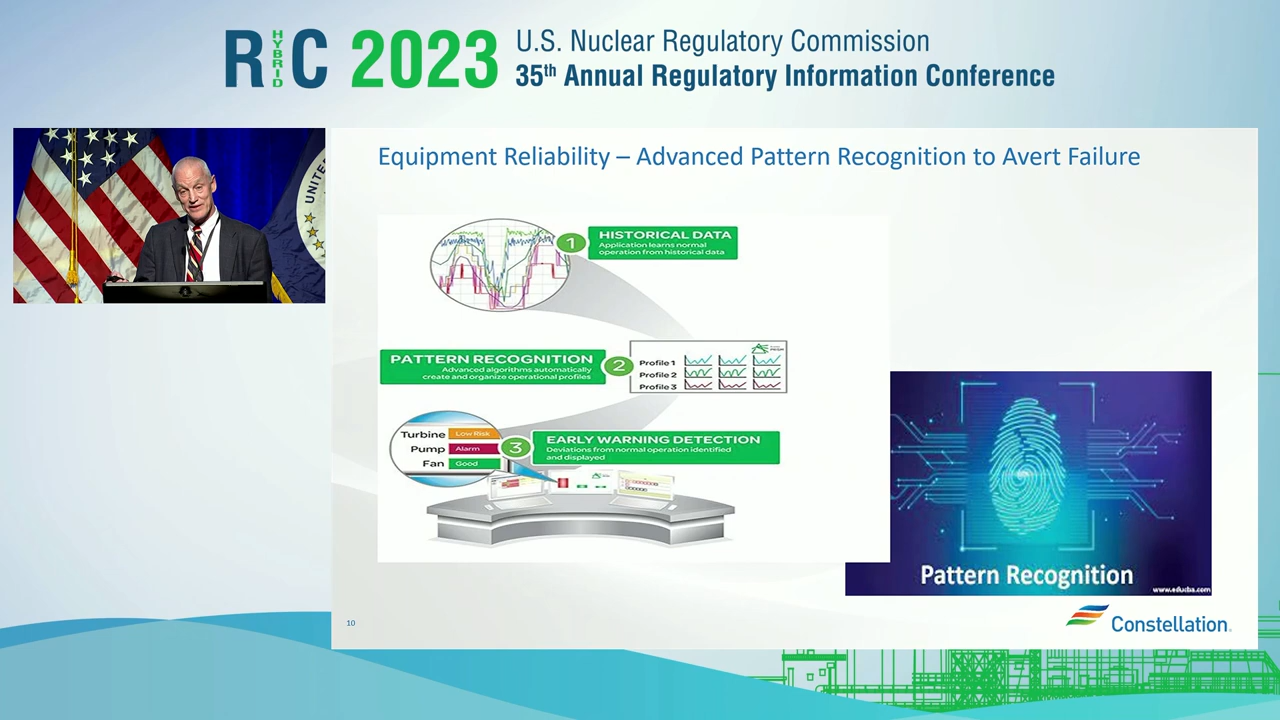 RIC HYBRID 2023
U.S. Nuclear Regulatory Commission
35th Annual Regulatory Information Conference
UNITE
Equipment Reliability – Advanced Pattern Recognition to Avert Failure
1
HISTORICAL DATA
Application learns normal
operation from historical data
PATTERN RECOGNITION
Advanced algorithms automatically
create and organize operational profiles
2
Profile 1
Profile 2
Profile 3
PRISM
Turbine Low Risk
Pump Alarm
Fan Good
3
EARLY WARNING DETECTION
Deviations from normal operation identified
and displayed
Pattern Recognition
www.educba.com
10
Constellation